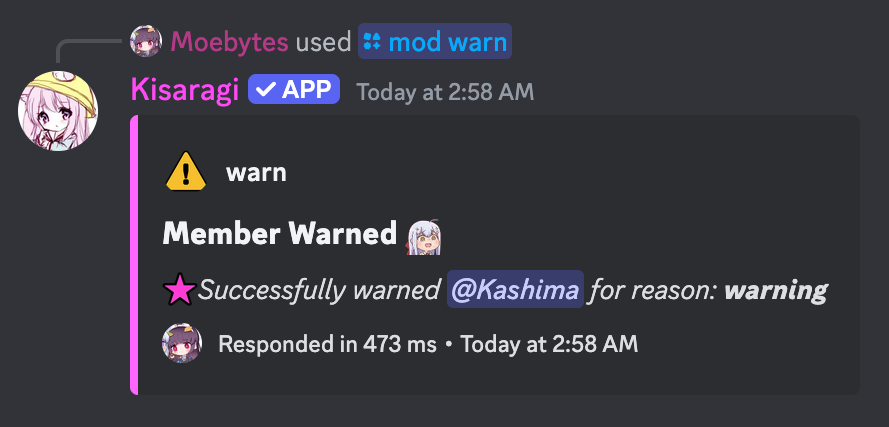 Moebytes used mod warn
Kisaragi ✓ APP Today at 2:58 AM
warn
Member Warned
Successfully warned @Kashima for reason: warning
Responded in 473 ms • Today at 2:58 AM